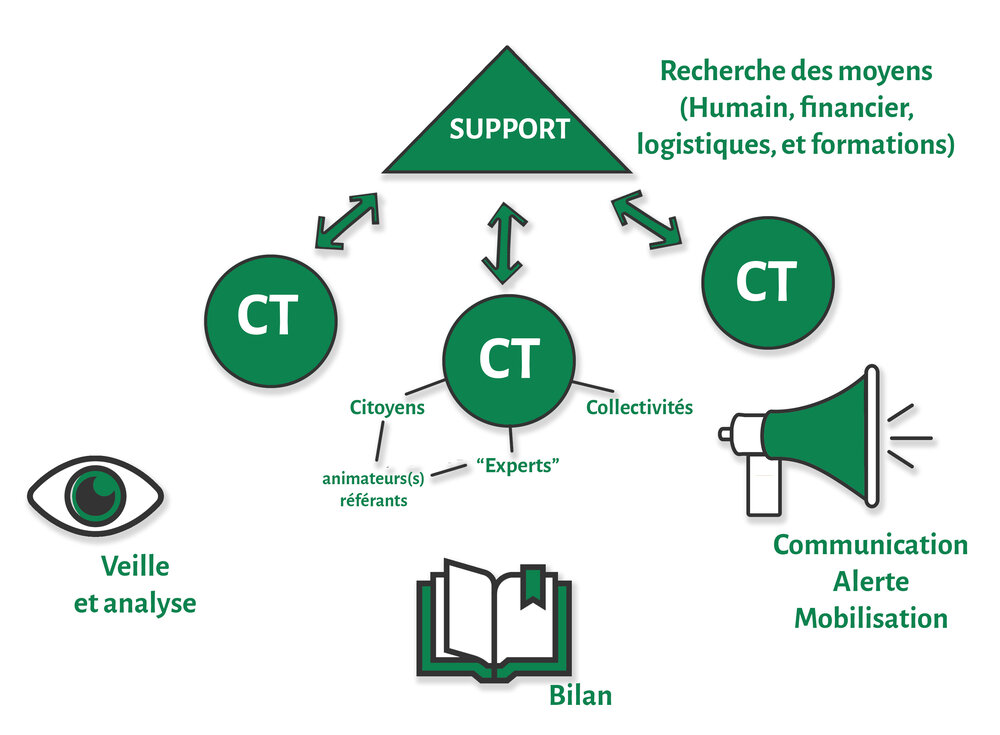 SUPPORT
Recherche des moyens
(Humain, financier,
logistiques, et formations)
CT
CT
CT
Citoyens
Collectivités
“Experts”
animateurs(s)
référants
Veille
et analyse
Communication
Alerte
Mobilisation
Bilan